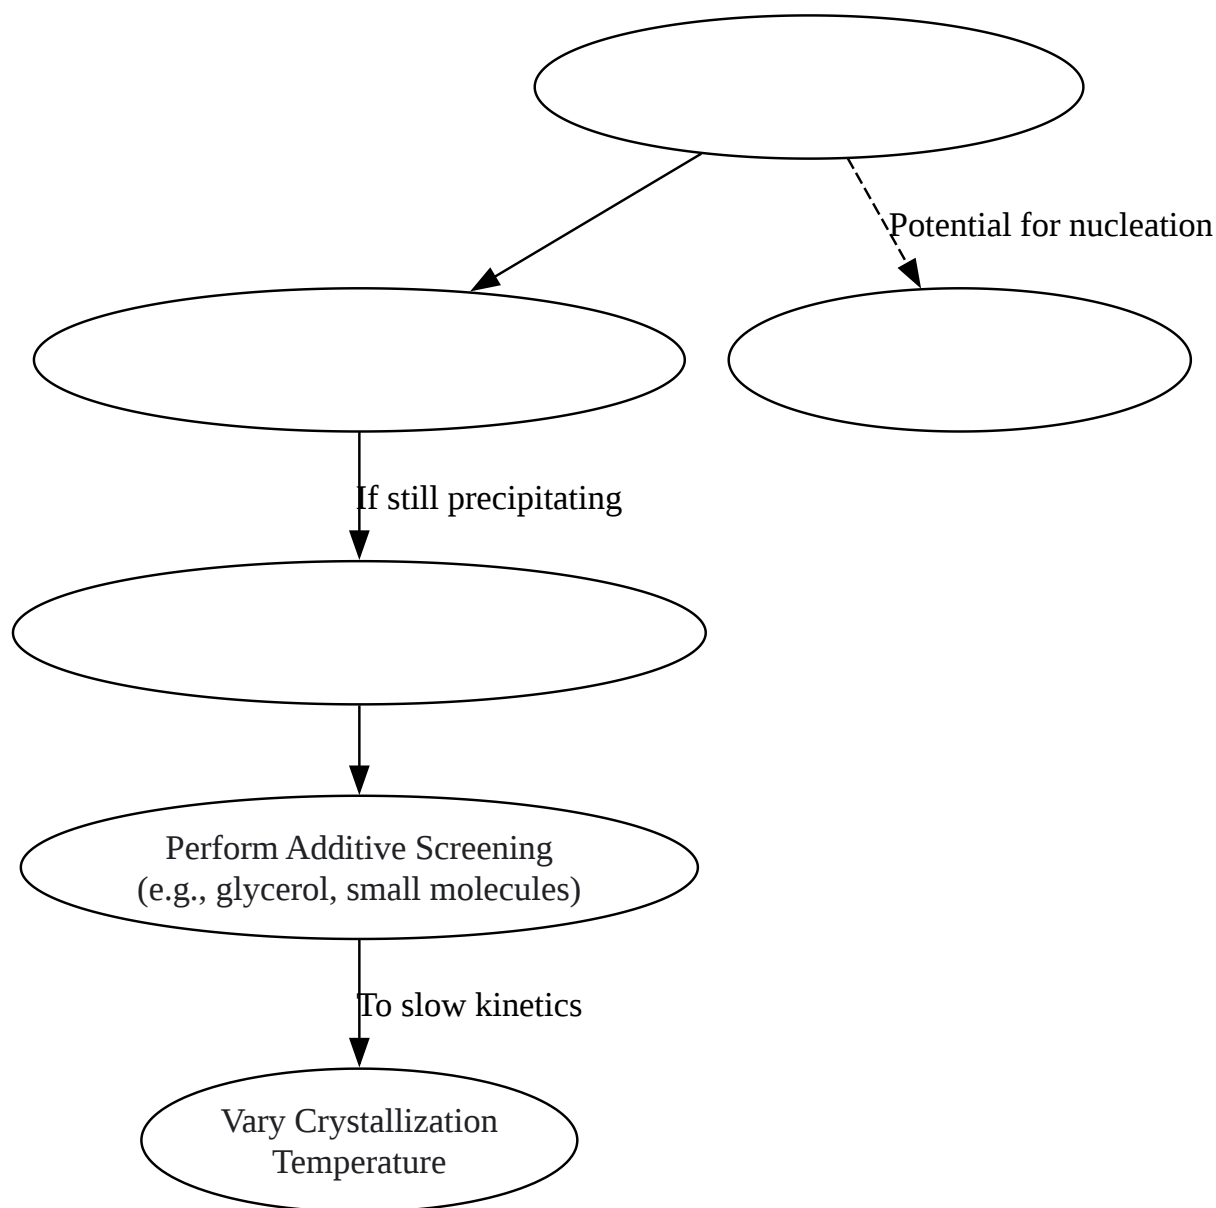 Potential for nucleation
If still precipitating
Perform Additive Screening
(e.g., glycerol, small molecules)
To slow kinetics
Vary Crystallization
Temperature